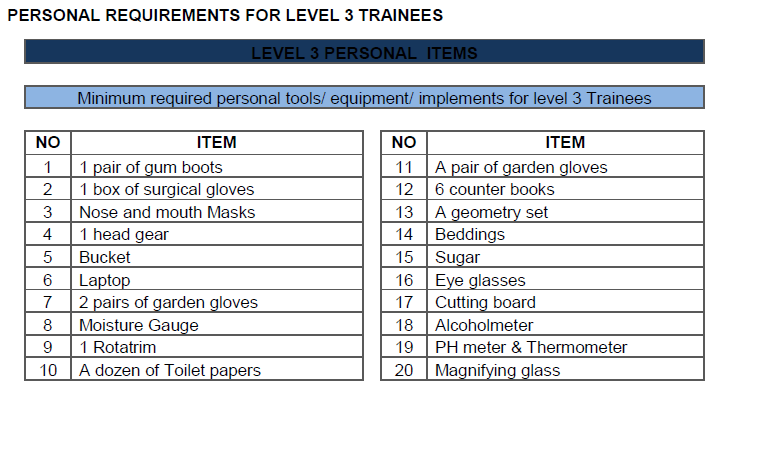 PERSONAL REQUIREMENTS FOR LEVEL 3 TRAINEES
LEVEL 3 PERSONAL ITEMS
Minimum required personal tools/ equipment/ implements for level 3 Trainees
NO ITEM
1 1 pair of gum boots
2 1 box of surgical gloves
3 Nose and mouth Masks
4 1 head gear
5 Bucket
6 Laptop
7 2 pairs of garden gloves
8 Moisture Gauge
9 1 Rotatrim
10 A dozen of Toilet papers
NO ITEM
11 A pair of garden gloves
12 6 counter books
13 A geometry set
14 Beddings
15 Sugar
16 Eye glasses
17 Cutting board
18 Alcoholmeter
19 PH meter & Thermometer
20 Magnifying glass